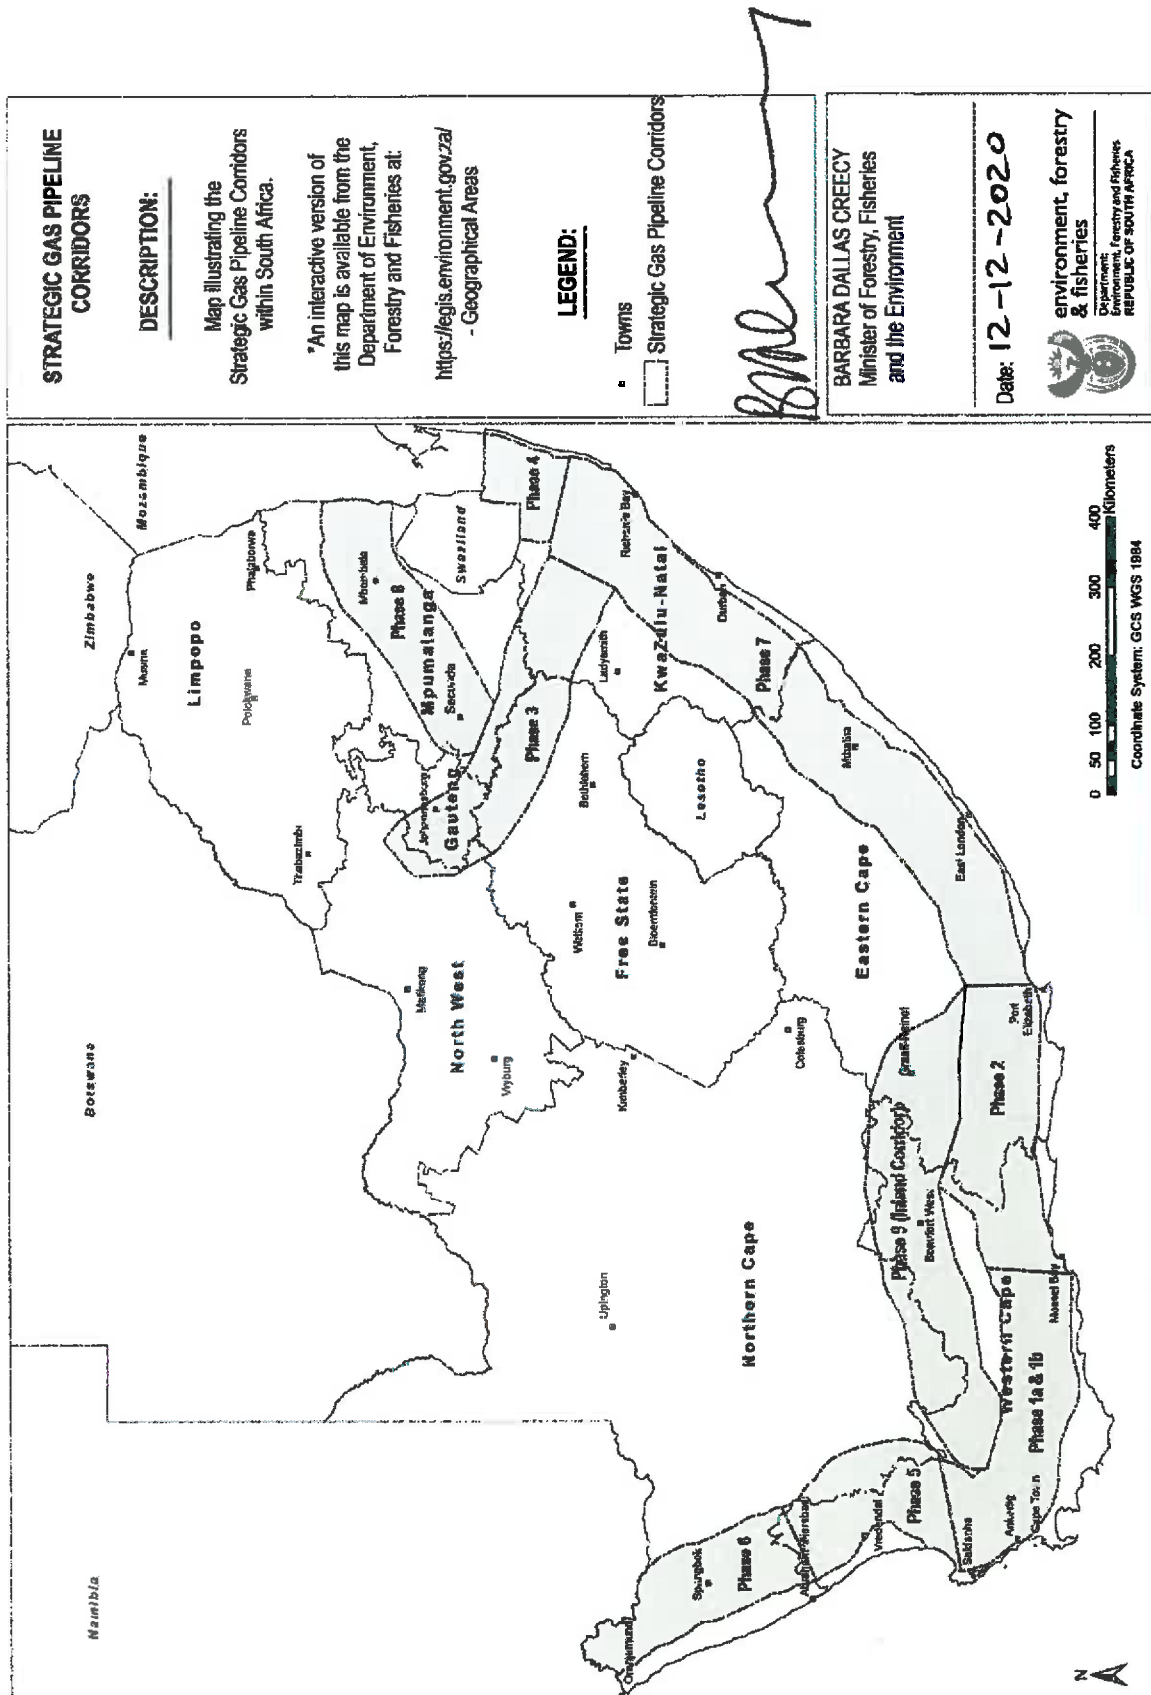 STRATEGIC GAS PIPELINE
CORRIDORS
DESCRIPTION:
Map illustrating the
Strategic Gas Pipeline Corridors
within South Africa.
*An interactive version of
this map is available from the
Department of Environment,
Forestry and Fisheries at:
https://egis.environment.gov.za/
- Geographical Areas
LEGEND:
Towns
Strategic Gas Pipeline Corridors
BARBARA DALLAS CREECY
Minister of Forestry, Fisheries
and the Environment
Date: 12-12-2020
environment, forestry
& fisheries
Department:
Environment, Forestry and Fisheries
REPUBLIC OF SOUTH AFRICA
Namibia
Botswana
Zimbabwe
Mozambique
Musina
Limpopo
Polokwane
Phalaborwa
Thabazimbi
Mbombela
Phase 8
Mpumalanga
Secunda
Swaziland
Johannesburg
Gauteng
Mafikeng
North West
Vryburg
Phase 3
Phase 4
Welkom
Bethlehem
Ladysmith
Richards Bay
Upington
Kimberley
Free State
Bloemfontein
KwaZulu-Natal
Lesotho
Durban
Oranjemund
Springbok
Phase 6
Northern Cape
Colesburg
Phase 7
Vredendal
Phase 5
Eastern Cape
Mthatha
Phase 9 (Inland Corridor)
Beaufort West
Graaff-Reinet
East London
Saldanha
Ankerlig
Cape Town
Western Cape
Phase 1a & 1b
Mossel Bay
Phase 2
Port
Elizabeth
N
0 50 100 200 300 400
Kilometers
Coordinate System: GCS WGS 1984